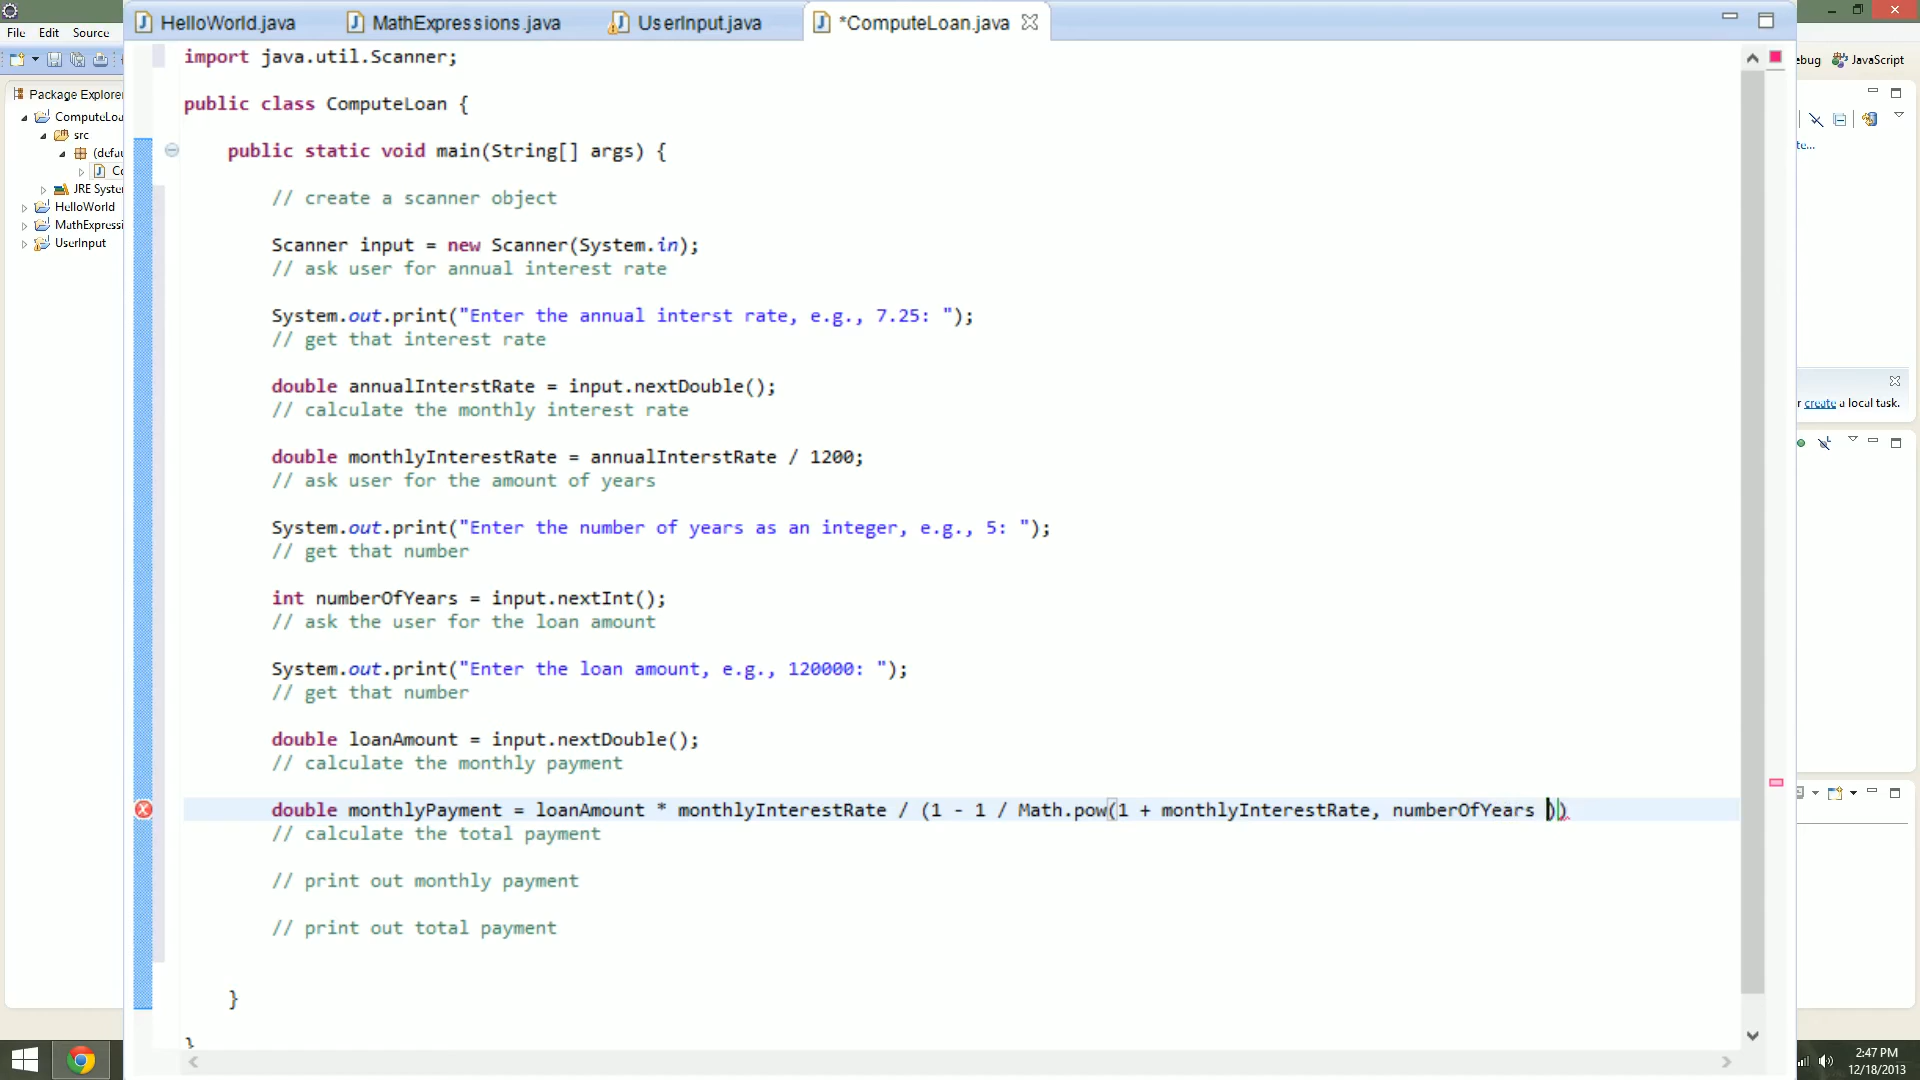 HelloWorld.java MathExpressions.java UserInput.java *ComputeLoan.java
File Edit Source
ebug JavaScript
Package Explorer
ComputeLoa
src
(defau
Co
JRE Syste
HelloWorld
MathExpressi
UserInput
te...
r create a local task.
import java.util.Scanner;
public class ComputeLoan {
public static void main(String[] args) {
// create a scanner object
Scanner input = new Scanner(System.in);
// ask user for annual interest rate
System.out.print("Enter the annual interst rate, e.g., 7.25: ");
// get that interest rate
double annualInterstRate = input.nextDouble();
// calculate the monthly interest rate
double monthlyInterestRate = annualInterstRate / 1200;
// ask user for the amount of years
System.out.print("Enter the number of years as an integer, e.g., 5: ");
// get that number
int numberOfYears = input.nextInt();
// ask the user for the loan amount
System.out.print("Enter the loan amount, e.g., 120000: ");
// get that number
double loanAmount = input.nextDouble();
// calculate the monthly payment
double monthlyPayment = loanAmount * monthlyInterestRate / (1 - 1 / Math.pow(1 + monthlyInterestRate, numberOfYears ))
// calculate the total payment
// print out monthly payment
// print out total payment
}
}
2:47 PM
12/18/2013